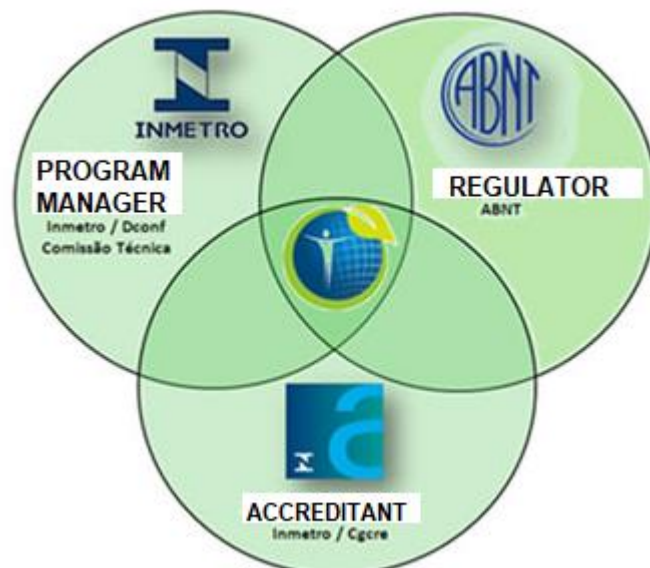 INMETRO
PROGRAM
MANAGER
Inmetro / Dconf
Comissão Técnica
ABNT
REGULATOR
ABNT
ACCREDITANT
Inmetro / Cgcre